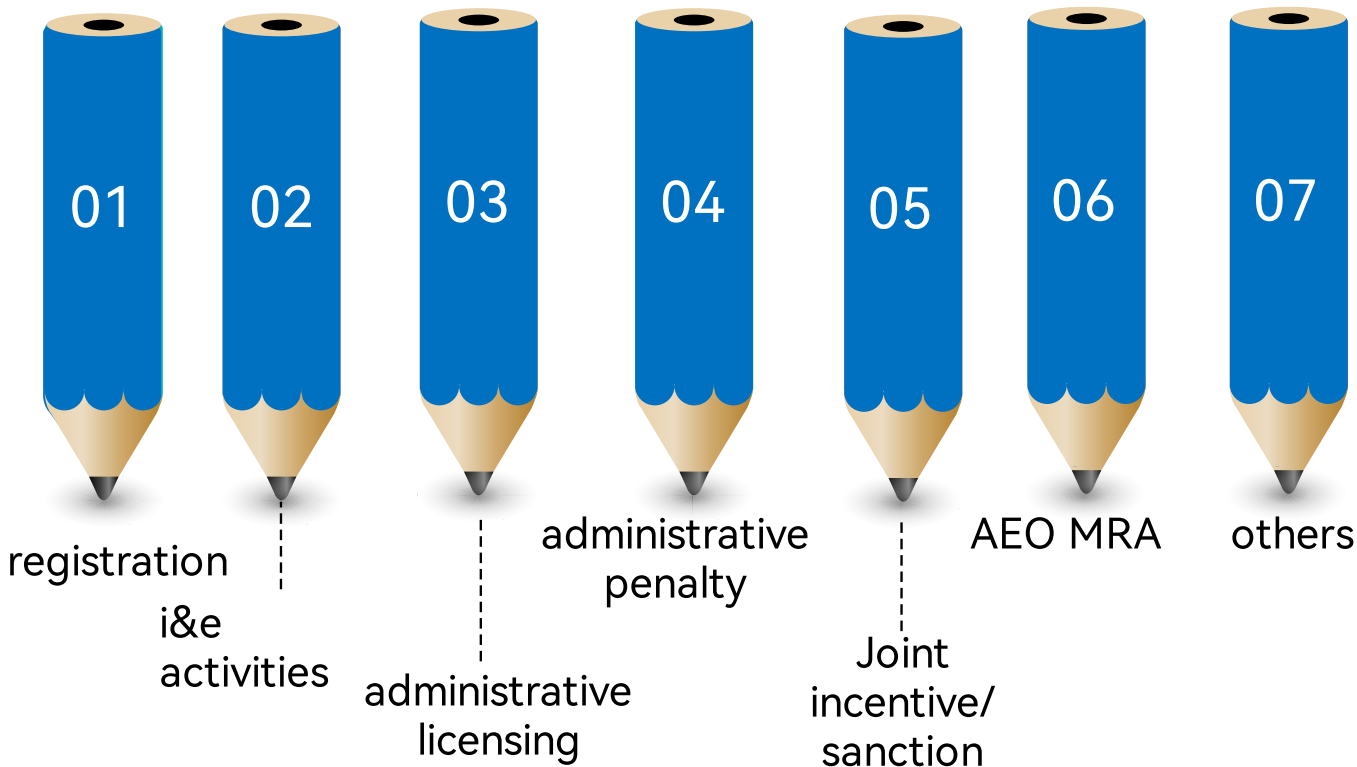 01
02
03
04
05
06
07
registration
i&e
activities
administrative
licensing
administrative
penalty
Joint
incentive/
sanction
AEO MRA
others